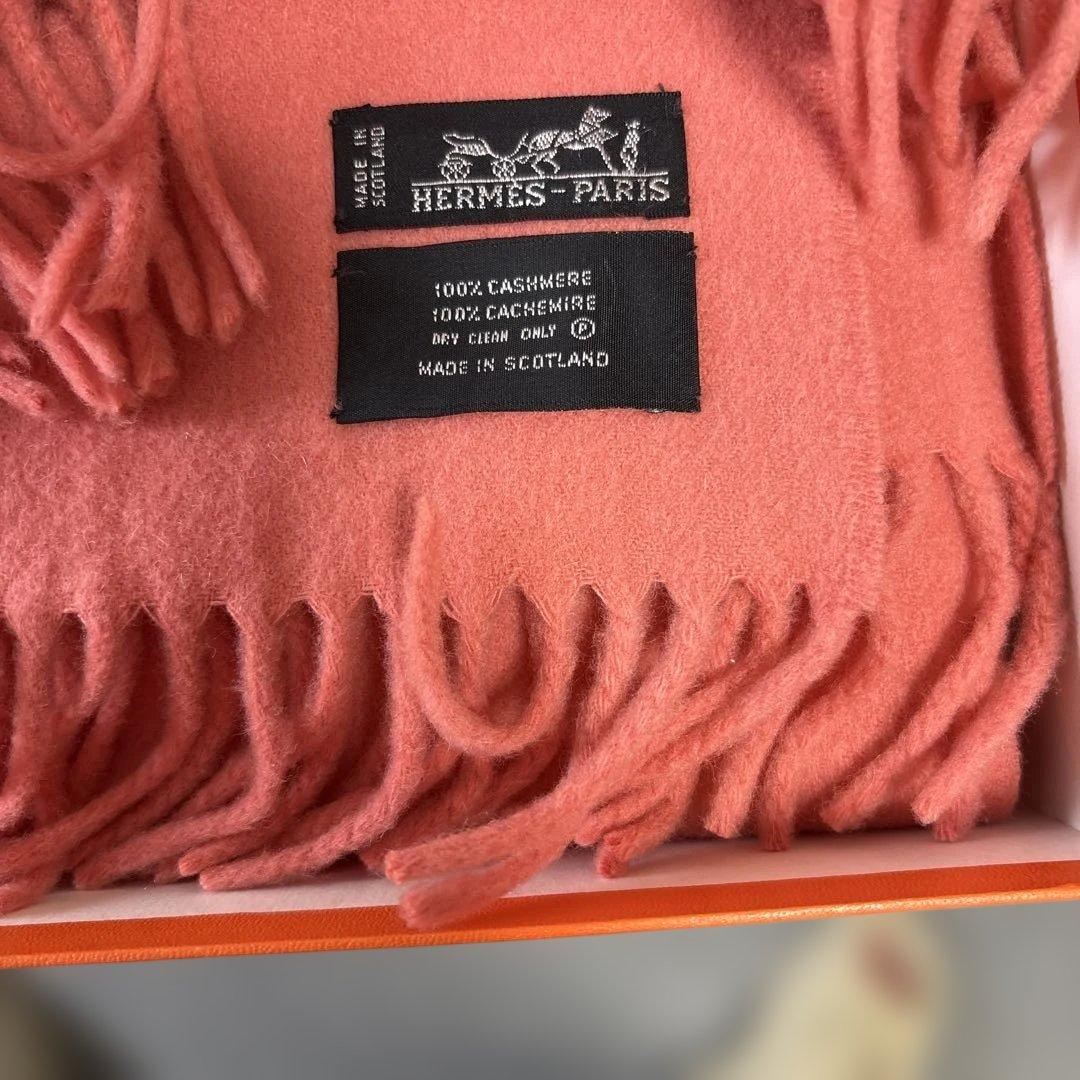 MADE IN
SCOTLAND
HERMES-PARIS
100% CASHMERE
100% CACHEMIRE
DRY CLEAN ONLY Ⓟ
MADE IN SCOTLAND